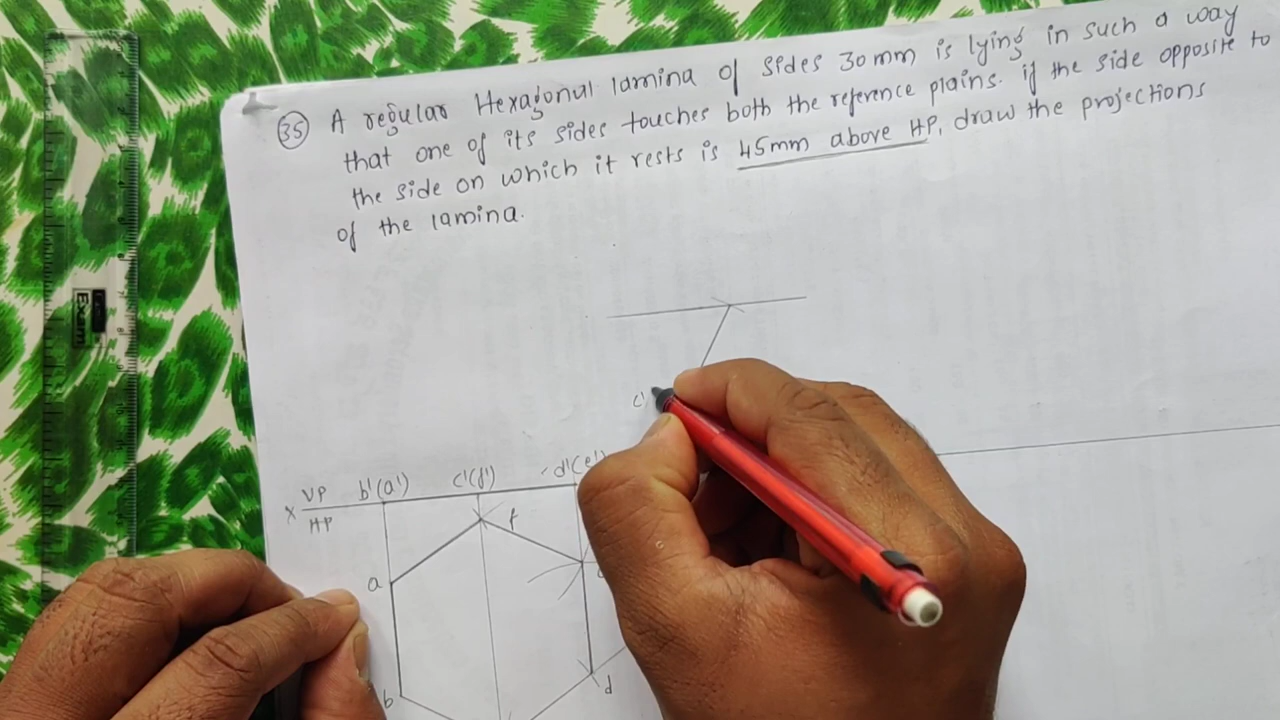 35 A regular Hexagonal lamina of sides 30mm is lying in such a way
that one of its sides touches both the reference plains. if the side opposite to
the side on which it rests is 45mm above HP, draw the projections
of the lamina.
c'
b'(a') c'(f') d'(e')
X VP
HP
f
a
d
b
Exam